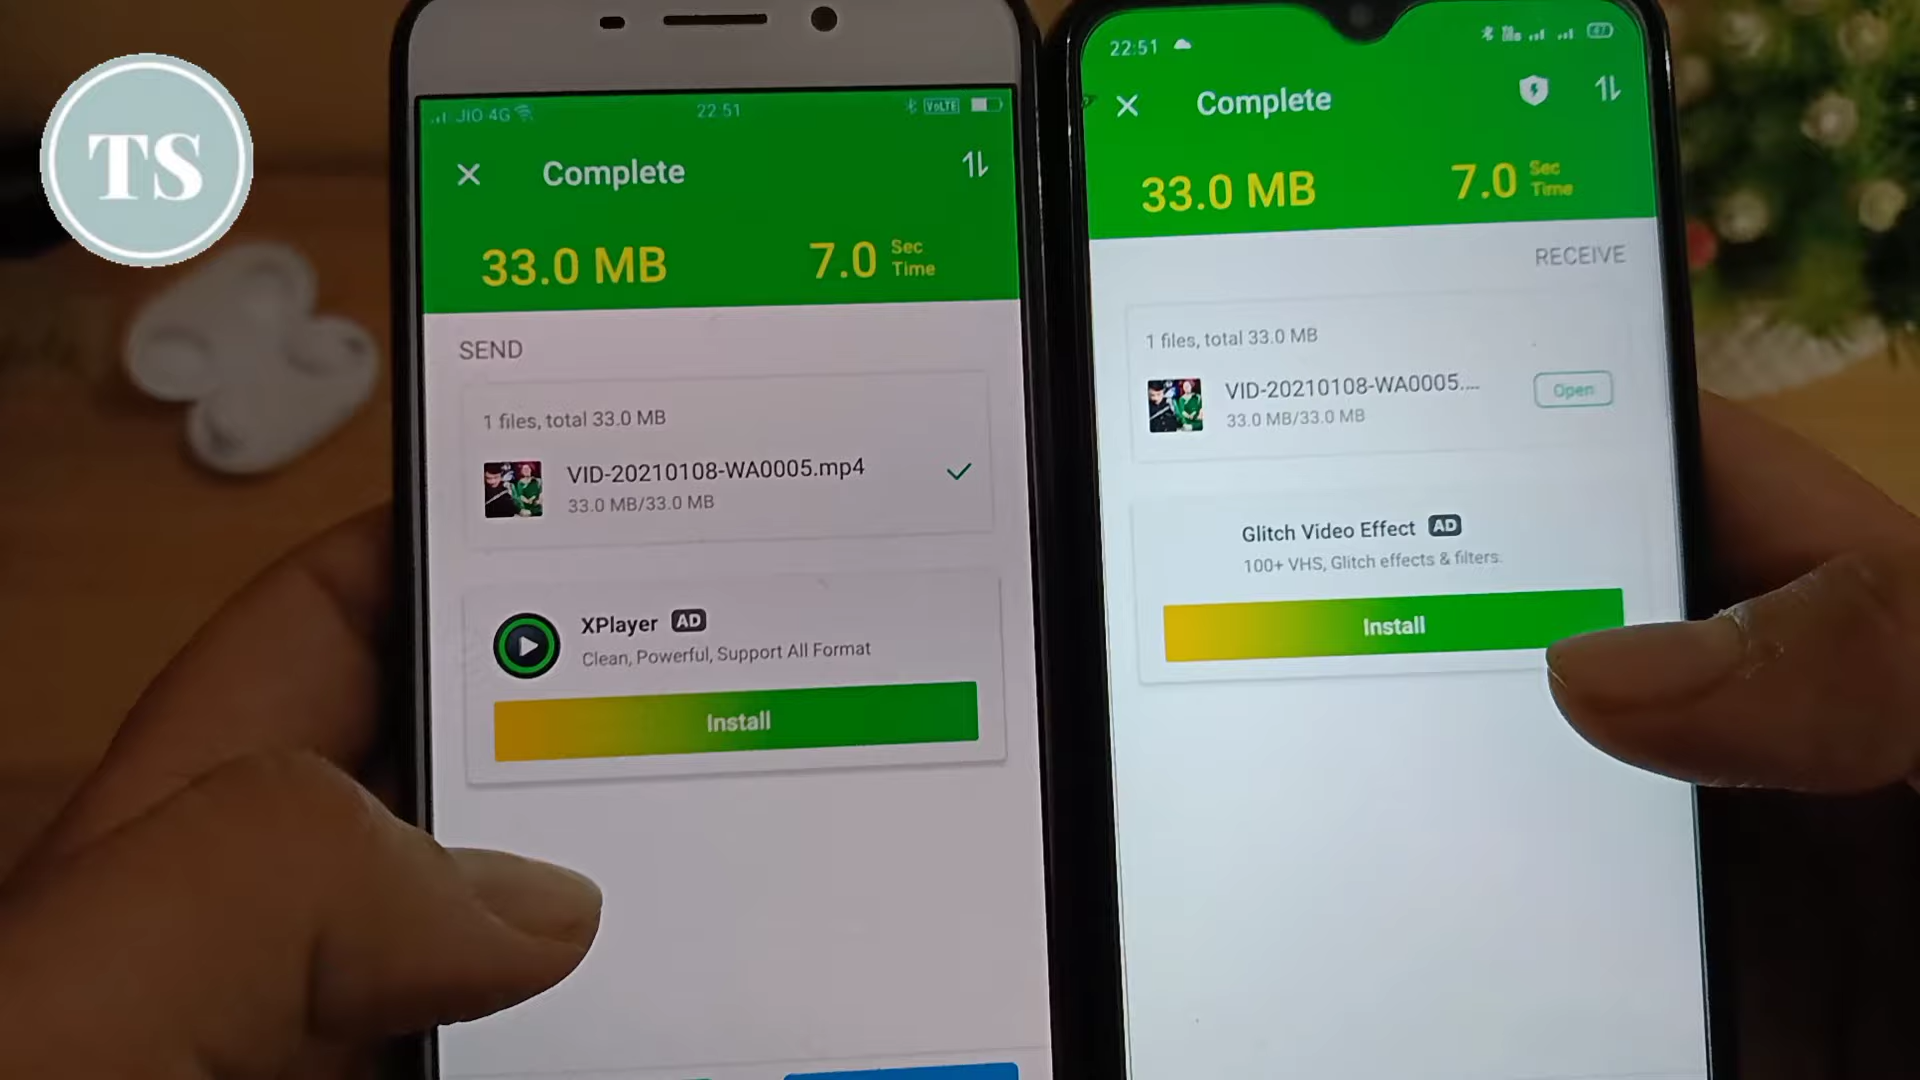 TS
JIO 4G
22:51
VoLTE
Complete
33.0 MB
7.0 Sec Time
SEND
1 files, total 33.0 MB
VID-20210108-WA0005.mp4
33.0 MB/33.0 MB
XPlayer AD
Clean, Powerful, Support All Format
Install
22:51
Complete
33.0 MB
7.0 Sec Time
RECEIVE
1 files, total 33.0 MB
VID-20210108-WA0005....
33.0 MB/33.0 MB
Open
Glitch Video Effect AD
100+ VHS, Glitch effects & filters.
Install